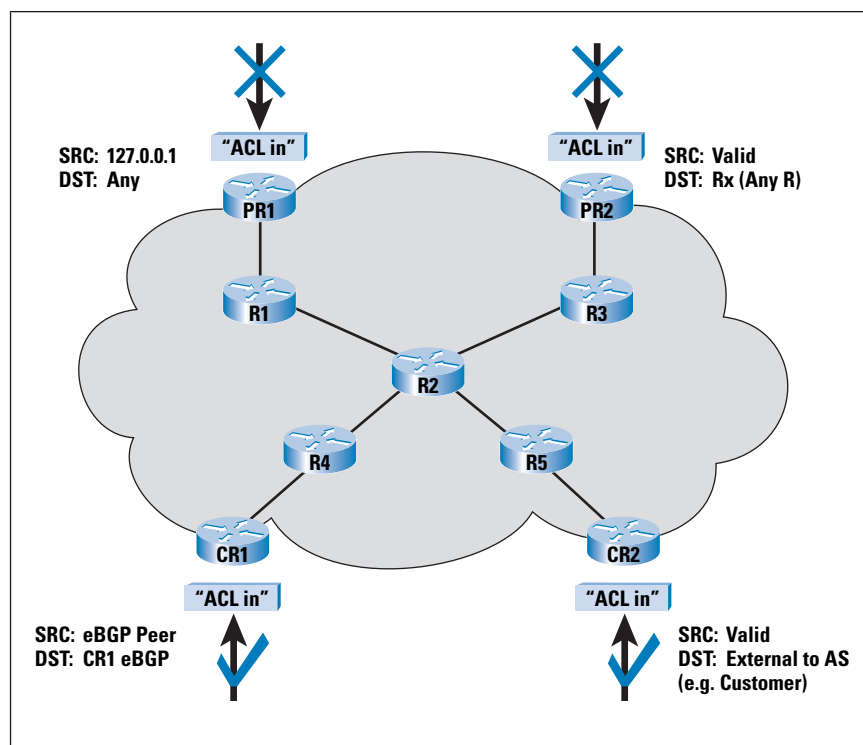 “ACL in”
“ACL in”
SRC: 127.0.0.1
DST: Any
SRC: Valid
DST: Rx (Any R)
PR1
PR2
R1
R3
R2
R4
R5
CR1
CR2
“ACL in”
“ACL in”
SRC: eBGP Peer
DST: CR1 eBGP
SRC: Valid
DST: External to AS
(e.g. Customer)